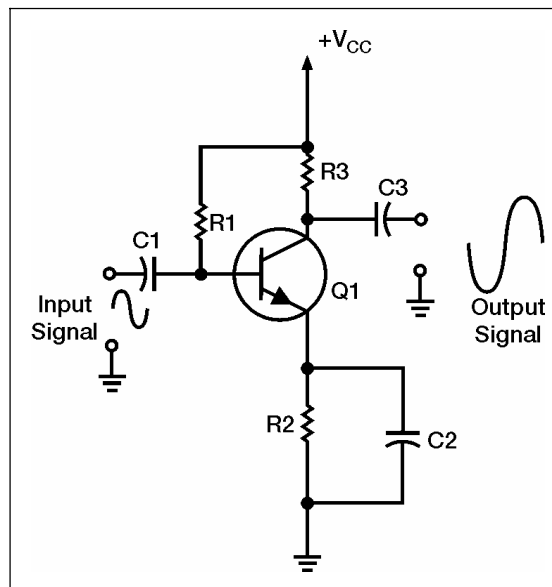 +VCC
R3
C3
R1
C1
Q1
Input
Signal
Output
Signal
R2
C2